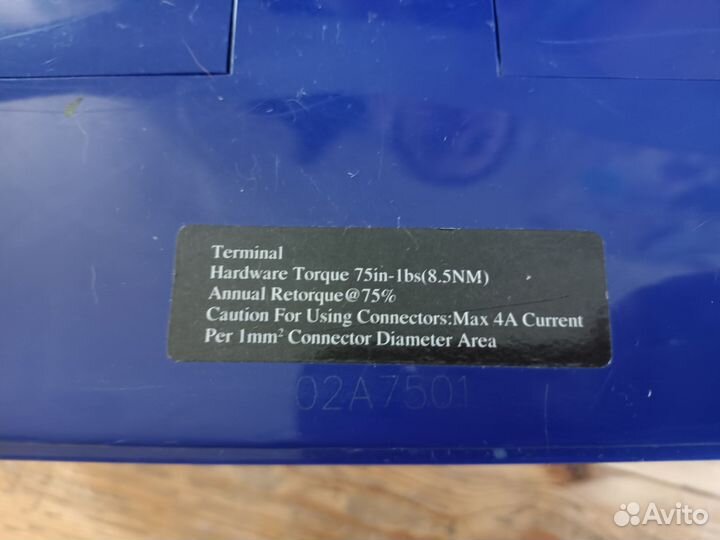 Terminal
Hardware Torque 75in-1bs(8.5NM)
Annual Retorque@75%
Caution For Using Connectors:Max 4A Current
Per 1mm² Connector Diameter Area
02A7501
Avito